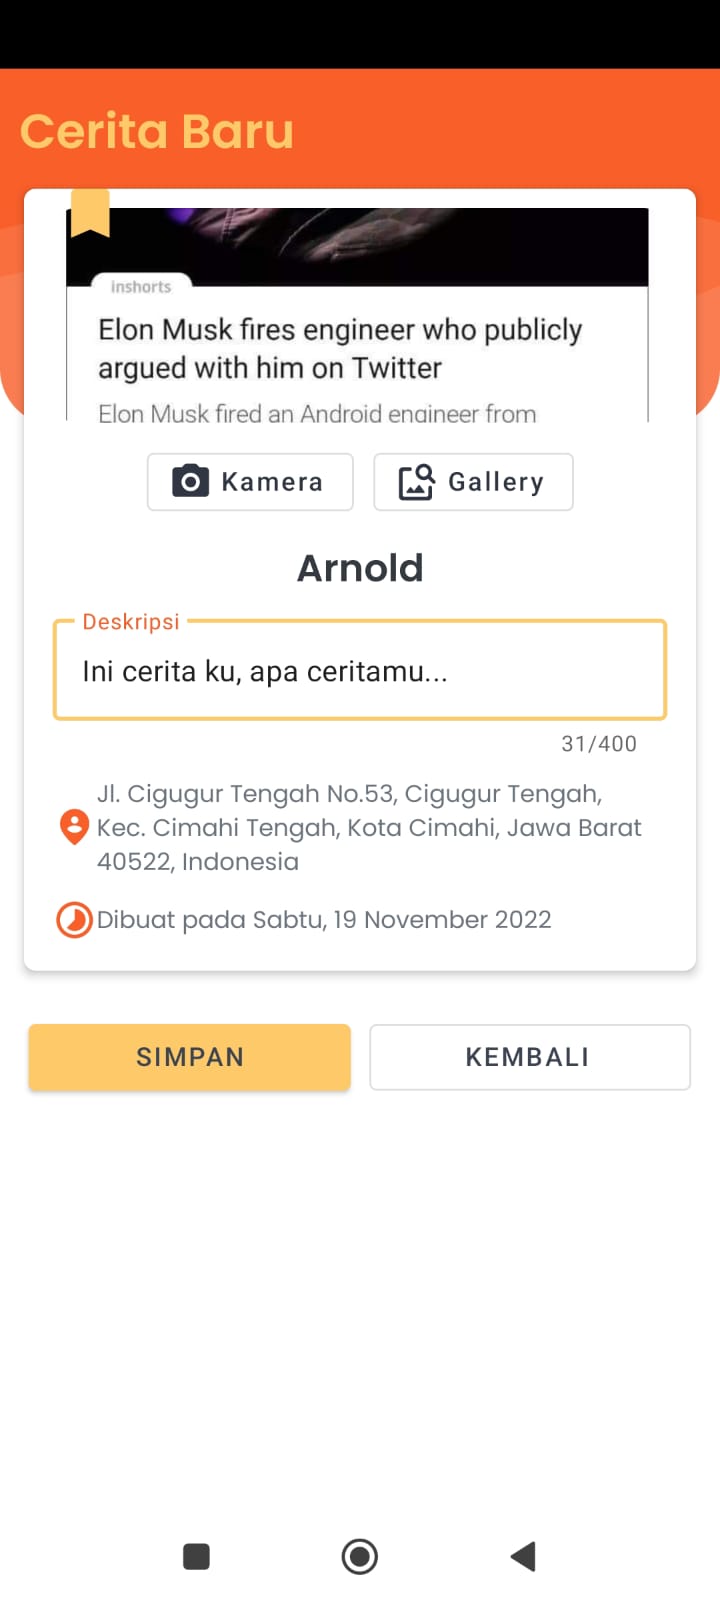 Cerita Baru
inshorts
Elon Musk fires engineer who publicly
argued with him on Twitter
Elon Musk fired an Android engineer from
Kamera
Gallery
Arnold
Deskripsi
Ini cerita ku, apa ceritamu...
31/400
Jl. Cigugur Tengah No.53, Cigugur Tengah,
Kec. Cimahi Tengah, Kota Cimahi, Jawa Barat
40522, Indonesia
Dibuat pada Sabtu, 19 November 2022
SIMPAN
KEMBALI